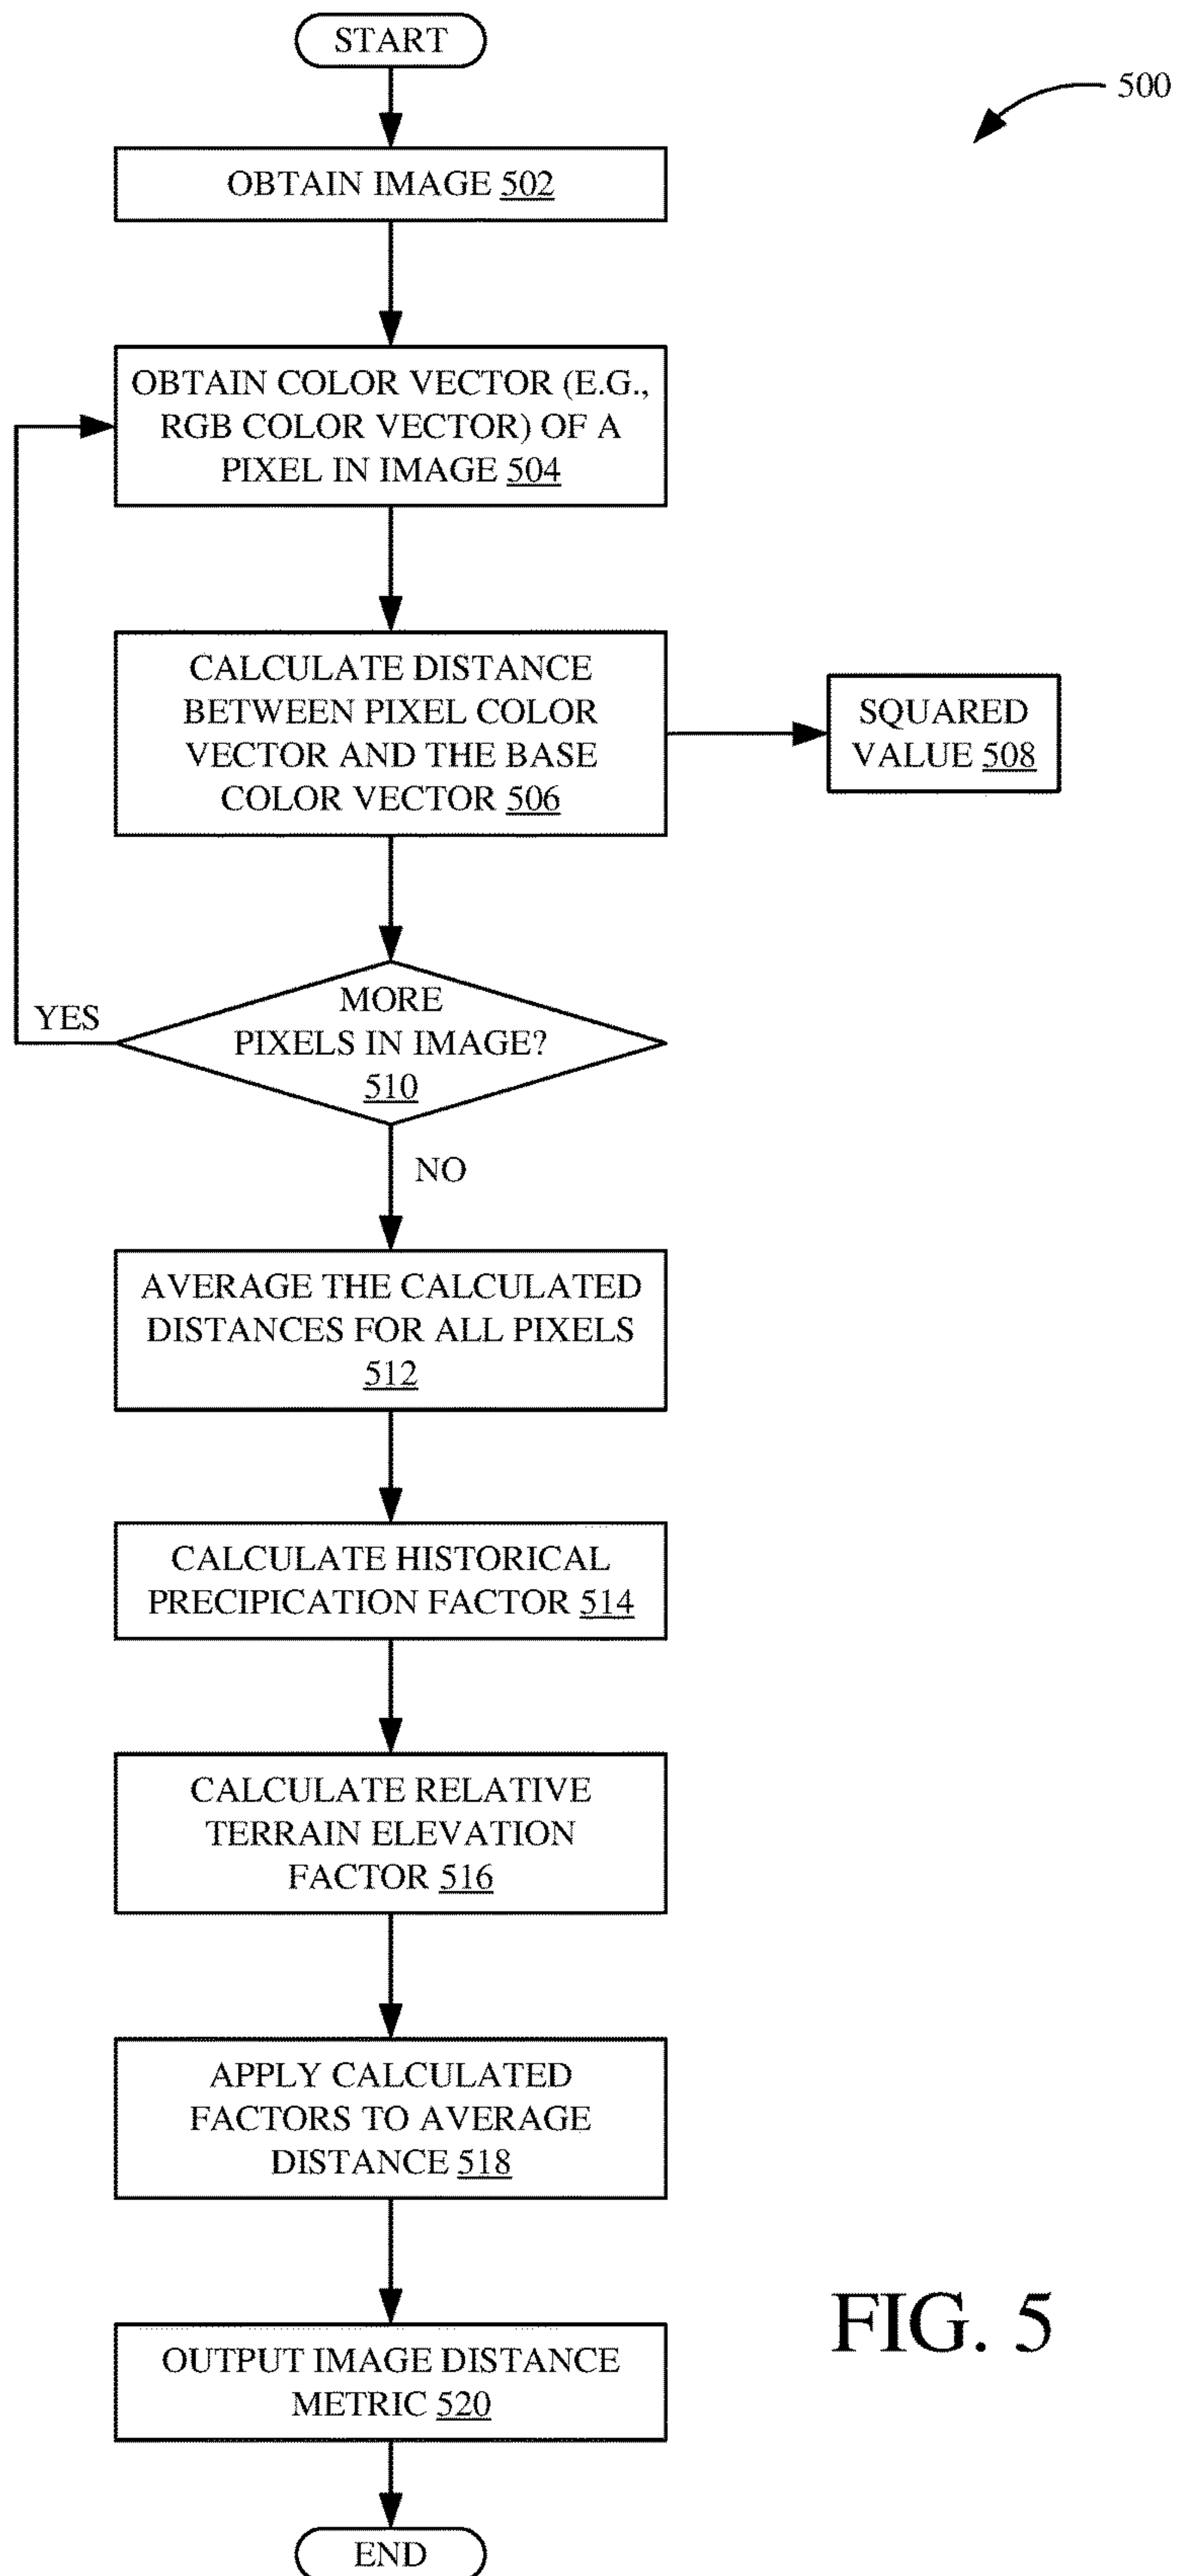 START
500
OBTAIN IMAGE 502
OBTAIN COLOR VECTOR (E.G.,
RGB COLOR VECTOR) OF A
PIXEL IN IMAGE 504
CALCULATE DISTANCE
BETWEEN PIXEL COLOR
VECTOR AND THE BASE
COLOR VECTOR 506
SQUARED
VALUE 508
MORE
PIXELS IN IMAGE?
510
YES
NO
AVERAGE THE CALCULATED
DISTANCES FOR ALL PIXELS
512
CALCULATE HISTORICAL
PRECIPICATION FACTOR 514
CALCULATE RELATIVE
TERRAIN ELEVATION
FACTOR 516
APPLY CALCULATED
FACTORS TO AVERAGE
DISTANCE 518
OUTPUT IMAGE DISTANCE
METRIC 520
END
FIG. 5